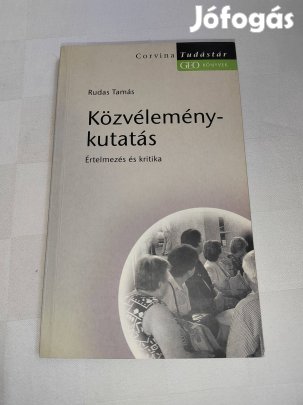 Jófogás
Corvina Tudástár
GEO KÖNYVEK
Rudas Tamás
Közvélemény-
kutatás
Értelmezés és kritika